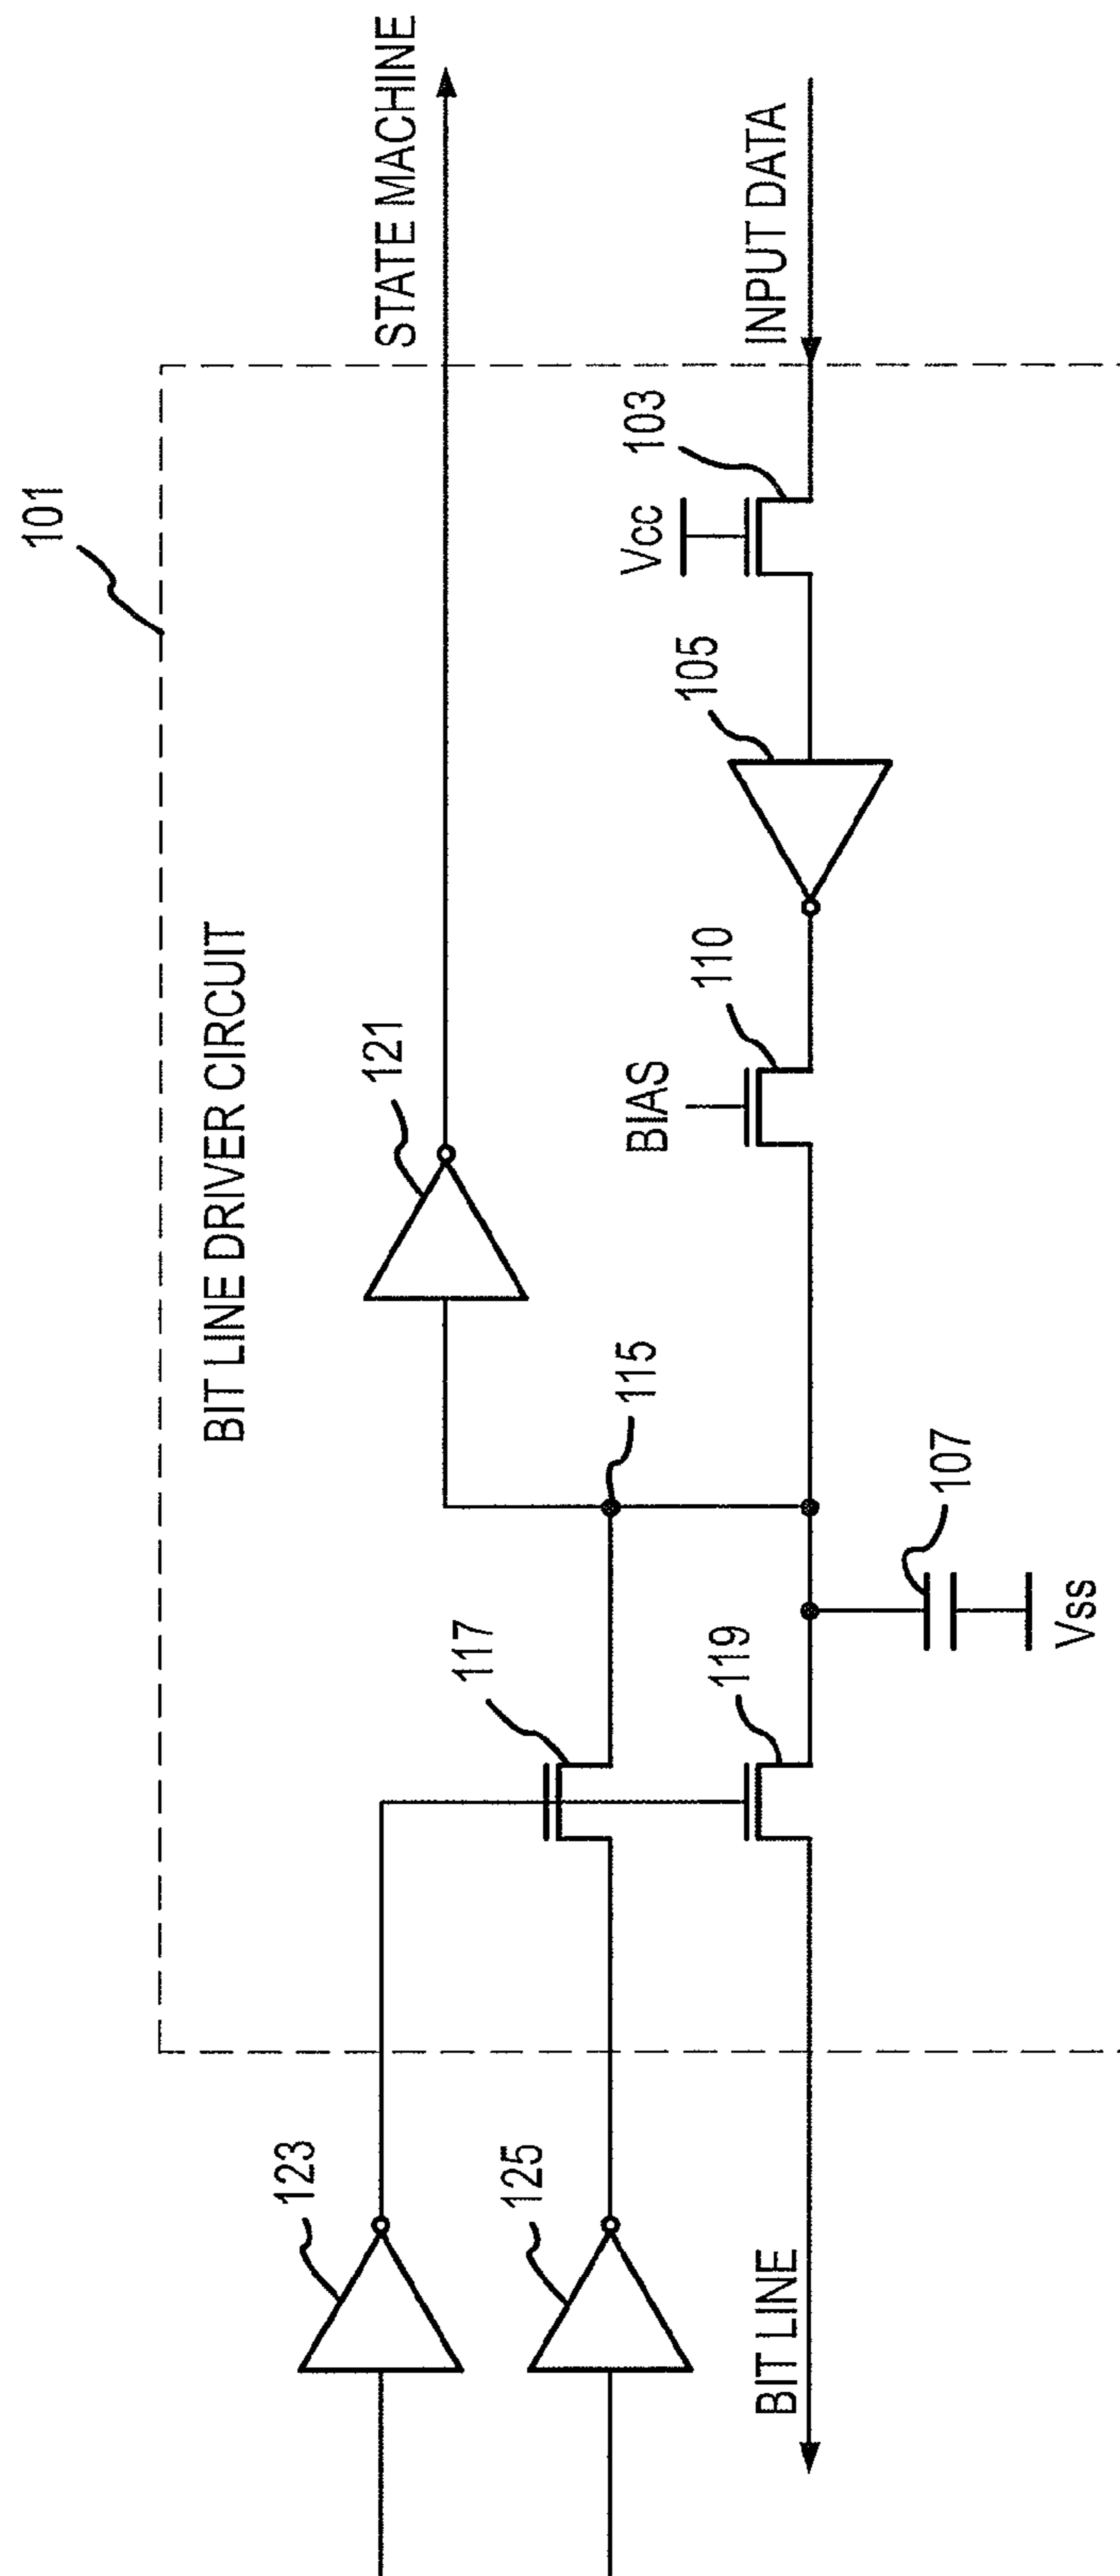 101
BIT LINE DRIVER CIRCUIT
STATE MACHINE
123
121
117
125
115
Vcc
103
105
BIAS
110
INPUT DATA
119
BIT LINE
107
Vss